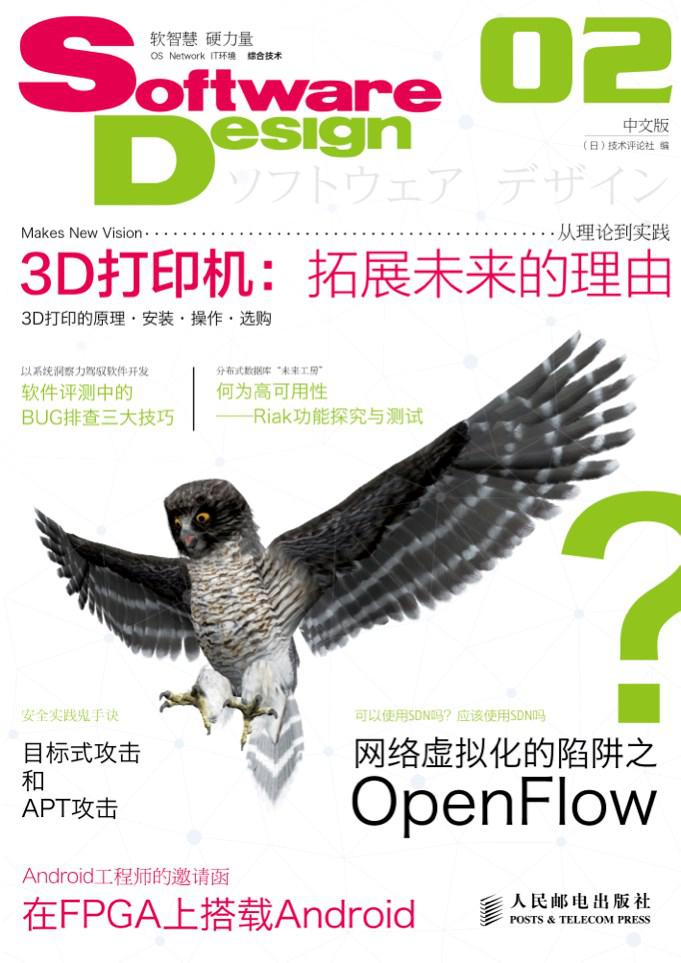 软智慧 硬力量
OS Network IT环境 综合技术
Software
Design
02
中文版
（日）技术评论社 编
ソフトウェア デザイン
Makes New Vision
从理论到实践
3D打印机：拓展未来的理由
3D打印的原理・安装・操作・选购
以系统洞察力驾驭软件开发
软件评测中的
BUG排查三大技巧
分布式数据库“未来工房”
何为高可用性
——Riak功能探究与测试
?
安全实践鬼手诀
目标式攻击
和
APT攻击
可以使用SDN吗？应该使用SDN吗
网络虚拟化的陷阱之
OpenFlow
Android工程师的邀请函
在FPGA上搭载Android
人民邮电出版社
POSTS & TELECOM PRESS